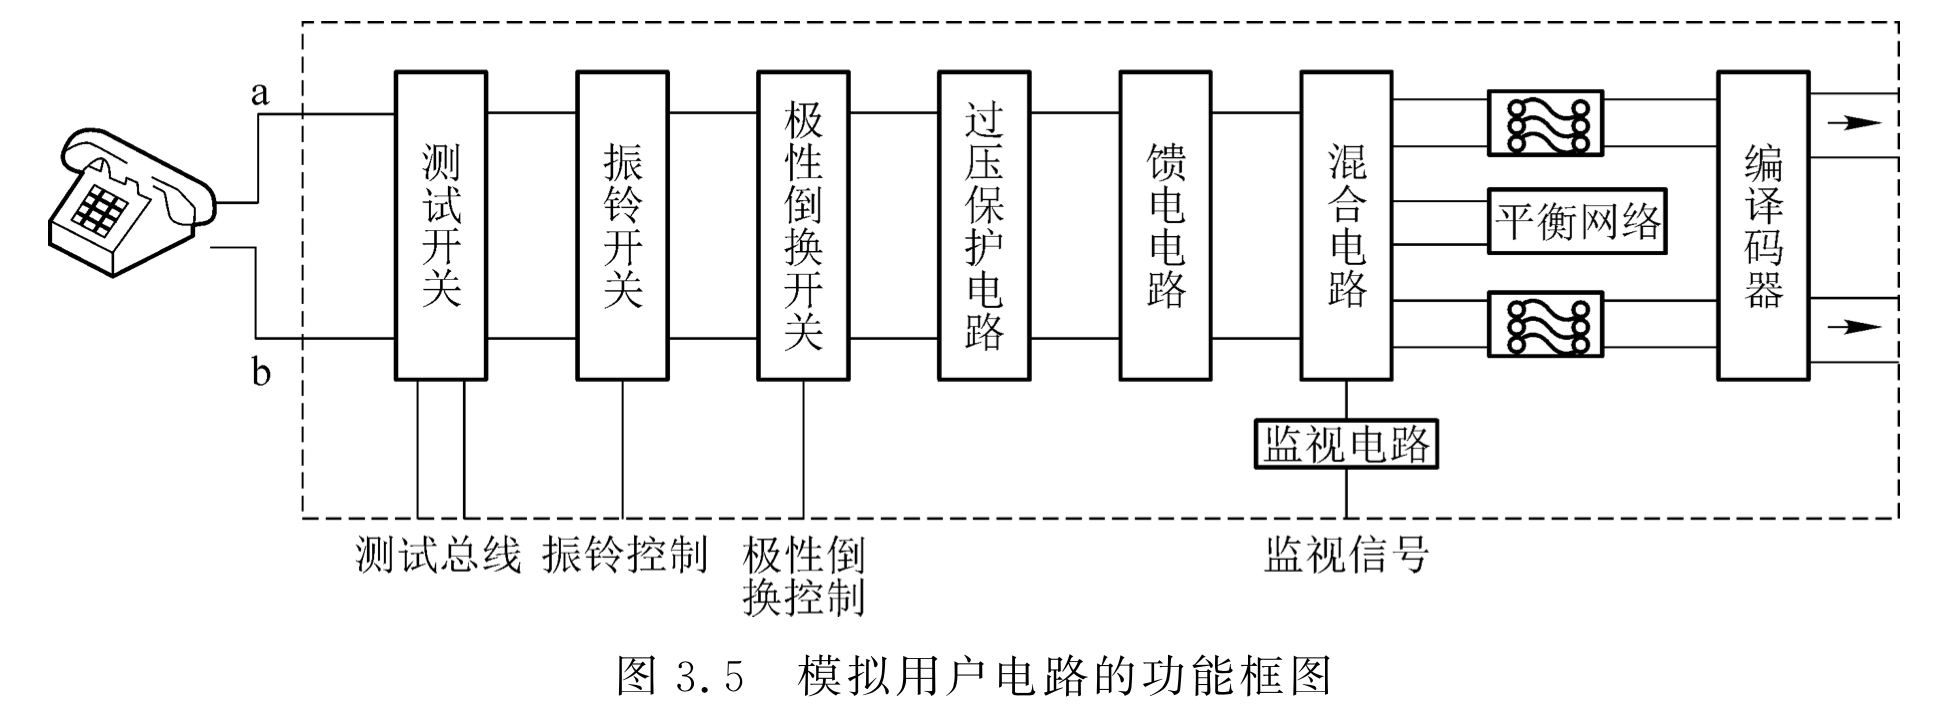 a
b
测试开关
振铃开关
极性倒换开关
过压保护电路
馈电电路
混合电路
平衡网络
编译码器
监视电路
测试总线
振铃控制
极性倒
换控制
监视信号
图 3.5 模拟用户电路的功能框图